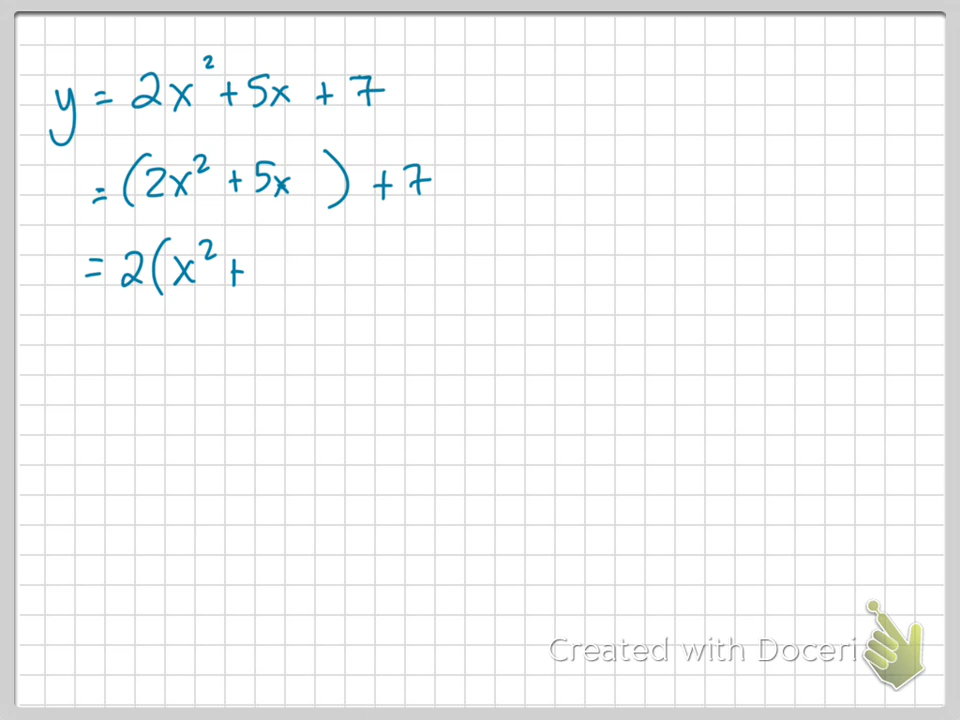 y = 2x² + 5x + 7
= (2x² + 5x ) + 7
= 2(x² +
Created with Doceri